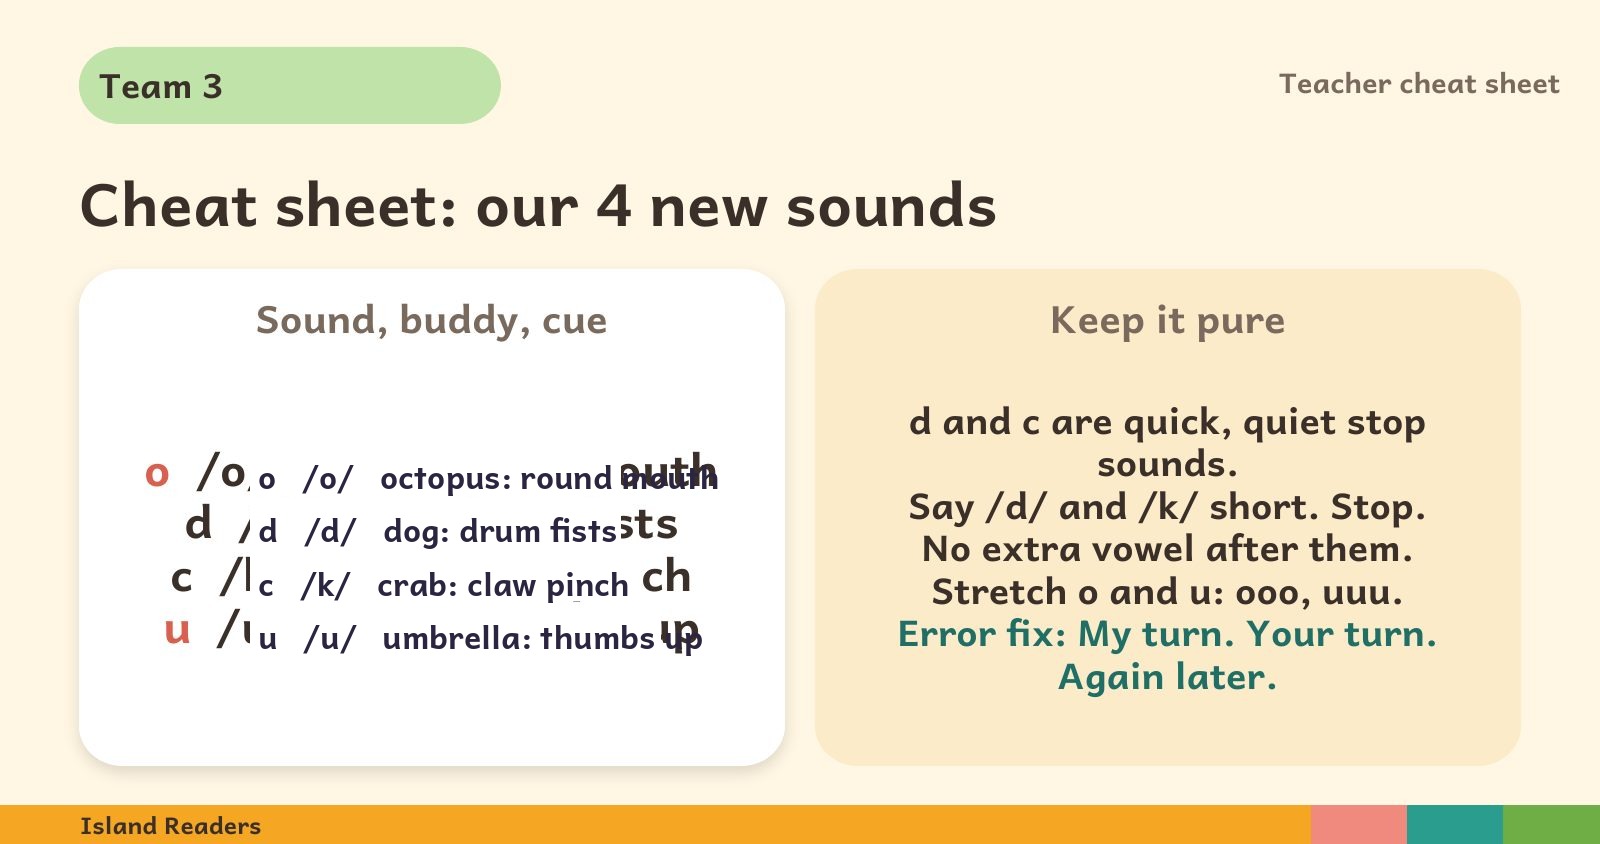 Team 3
Teacher cheat sheet
Cheat sheet: our 4 new sounds
Sound, buddy, cue
o /o/ octopus: round mouth
d /d/ dog: drum fists
c /k/ crab: claw pinch
u /u/ umbrella: thumbs up
Keep it pure
d and c are quick, quiet stop
sounds.
Say /d/ and /k/ short. Stop.
No extra vowel after them.
Stretch o and u: ooo, uuu.
Error fix: My turn. Your turn.
Again later.
Island Readers